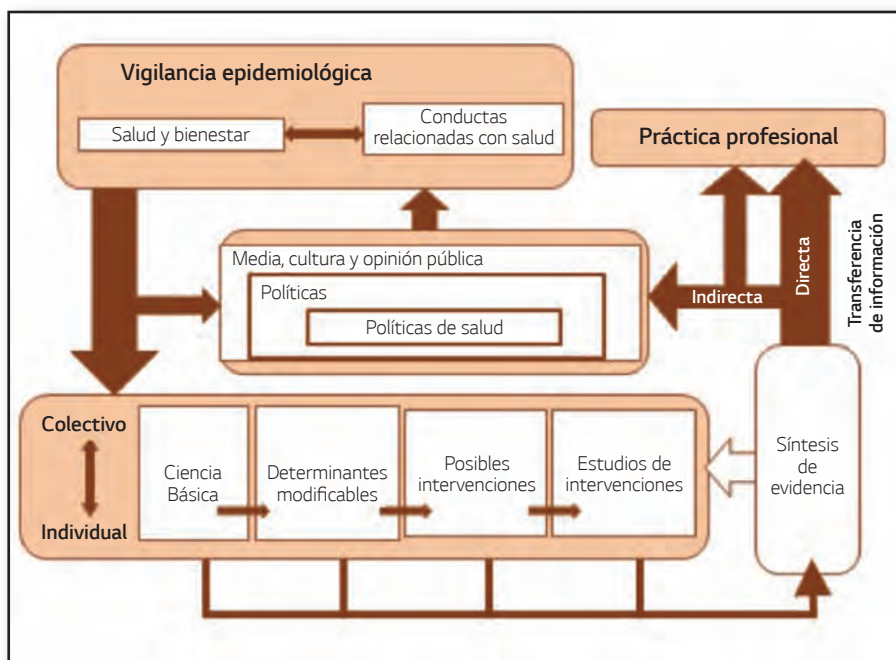 Vigilancia epidemiológica
Salud y bienestar
Conductas
relacionadas con salud
Práctica profesional
Media, cultura y opinión pública
Políticas
Políticas de salud
Indirecta
Directa
Transferencia
de información
Colectivo
Individual
Ciencia
Básica
Determinantes
modificables
Posibles
intervenciones
Estudios de
intervenciones
Síntesis
de
evidencia